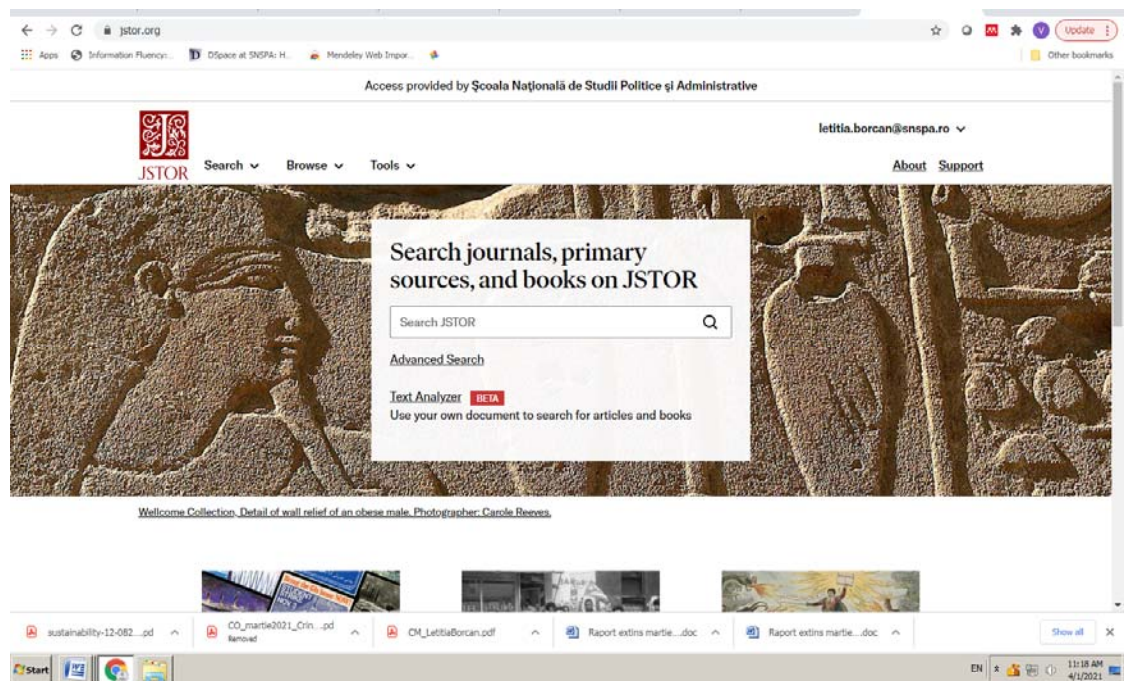 jstor.org
Update
Apps Information Fluency: DSpace at SNSPA: H... Mendeley Web Impor... Other bookmarks
Access provided by Școala Națională de Studii Politice și Administrative
letitia.borcan@snspa.ro
JSTOR Search Browse Tools About Support
Search journals, primary
sources, and books on JSTOR
Search JSTOR
Advanced Search
Text Analyzer BETA
Use your own document to search for articles and books
Wellcome Collection, Detail of wall relief of an obese male. Photographer: Carole Reeves.
sustainability-12-082....pd CO_martie2021_Crin...pd CM_LetitiaBorcan.pdf Raport extins martie....doc Raport extins martie....doc Show all
Removed
Start EN 11:18 AM
4/1/2021